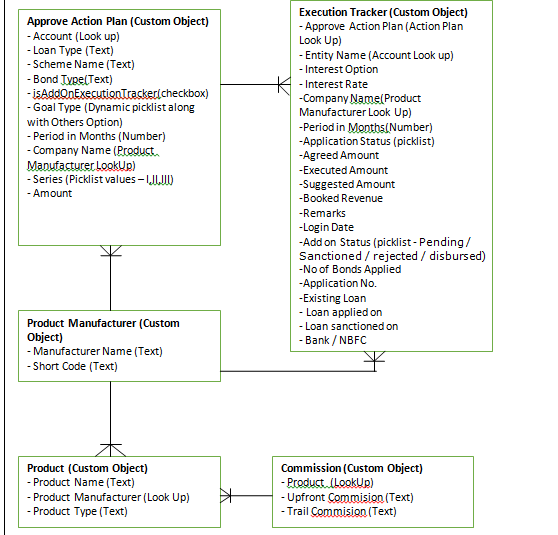 Approve Action Plan (Custom Object)
- Account (Look up)
- Loan Type (Text)
- Scheme Name (Text)
- Bond Type(Text)
- isAddOnExecutionTracker(checkbox)
- Goal Type (Dynamic picklist along
with Others Option)
- Period in Months (Number)
- Company Name (Product
Manufacturer LookUp)
- Series (Picklist values – I,II,III)
- Amount
Execution Tracker (Custom Object)
- Approve Action Plan (Action Plan
Look Up)
- Entity Name (Account Look up)
- Interest Option
- Interest Rate
-Company Name(Product
Manufacturer Look Up)
-Period in Months(Number)
-Application Status (picklist)
-Agreed Amount
-Executed Amount
-Suggested Amount
-Booked Revenue
-Remarks
-Login Date
-Add on Status (picklist - Pending /
Sanctioned / rejected / disbursed)
-No of Bonds Applied
-Application No.
-Existing Loan
- Loan applied on
- Loan sanctioned on
- Bank / NBFC
Product Manufacturer (Custom
Object)
- Manufacturer Name (Text)
- Short Code (Text)
Product (Custom Object)
- Product Name (Text)
- Product Manufacturer (Look Up)
- Product Type (Text)
Commission (Custom Object)
- Product (LookUp)
- Upfront Commision (Text)
- Trail Commision (Text)